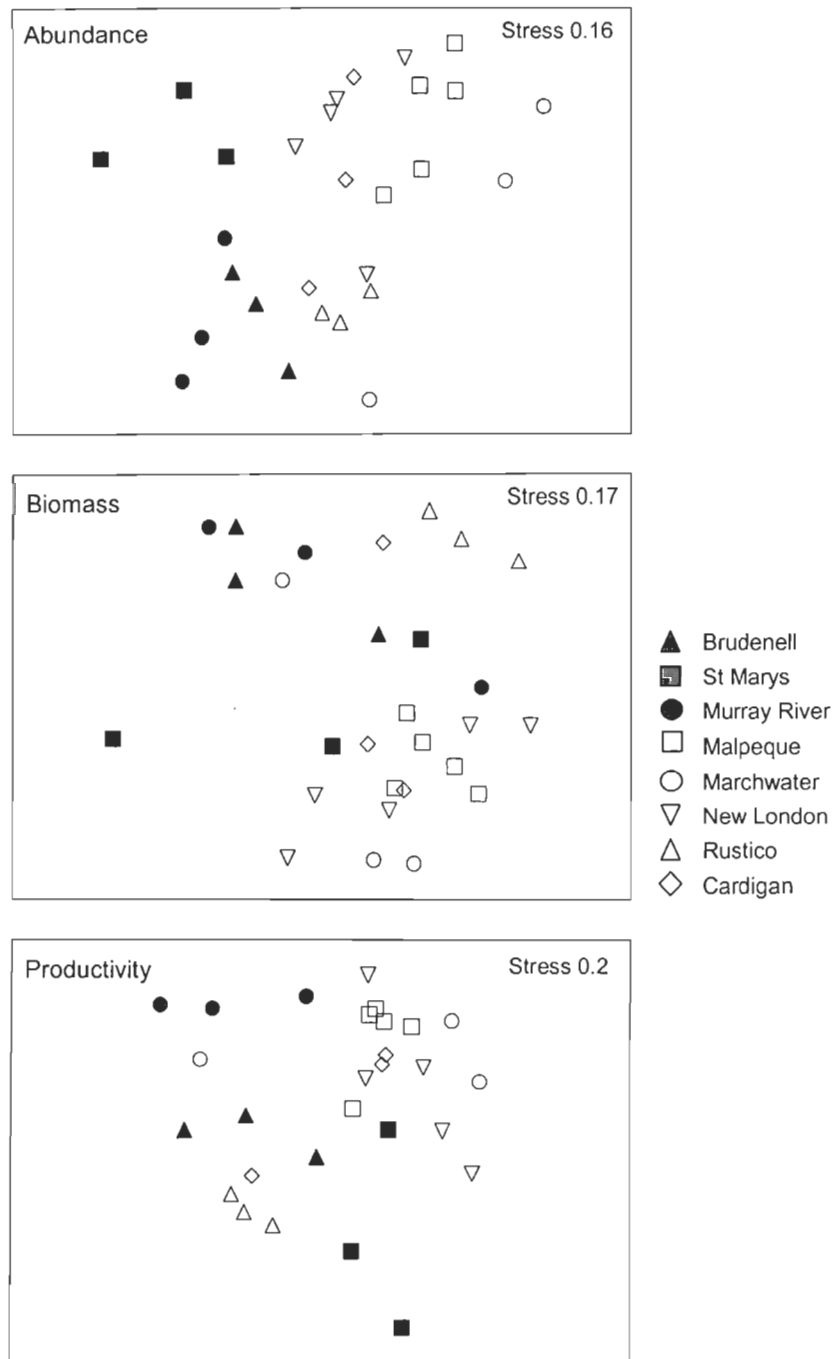 Abundance
Stress 0.16
Biomass
Stress 0.17
Brudenell
St Marys
Murray River
Malpeque
Marchwater
New London
Rustico
Cardigan
Productivity
Stress 0.2